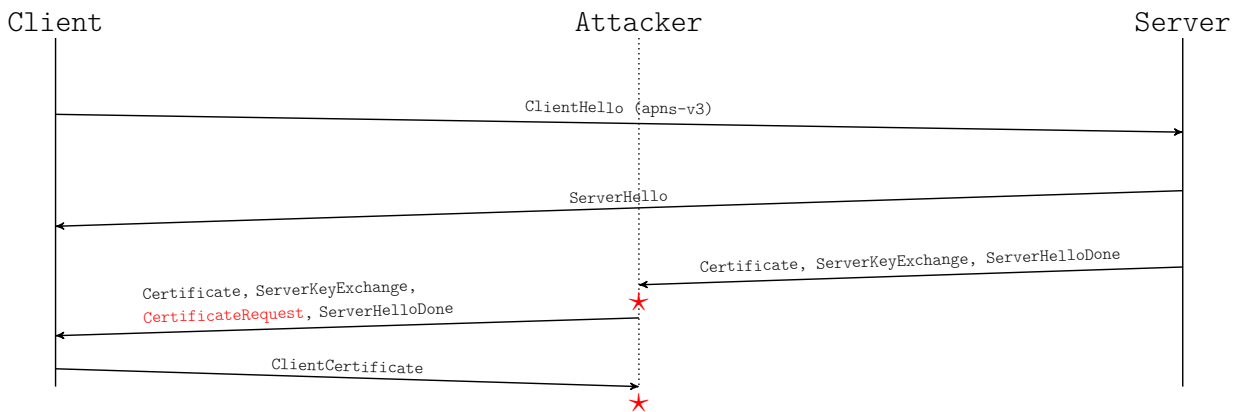 Client
Attacker
Server
ClientHello (apns-v3)
ServerHello
Certificate, ServerKeyExchange, ServerHelloDone
Certificate, ServerKeyExchange,
CertificateRequest, ServerHelloDone
ClientCertificate